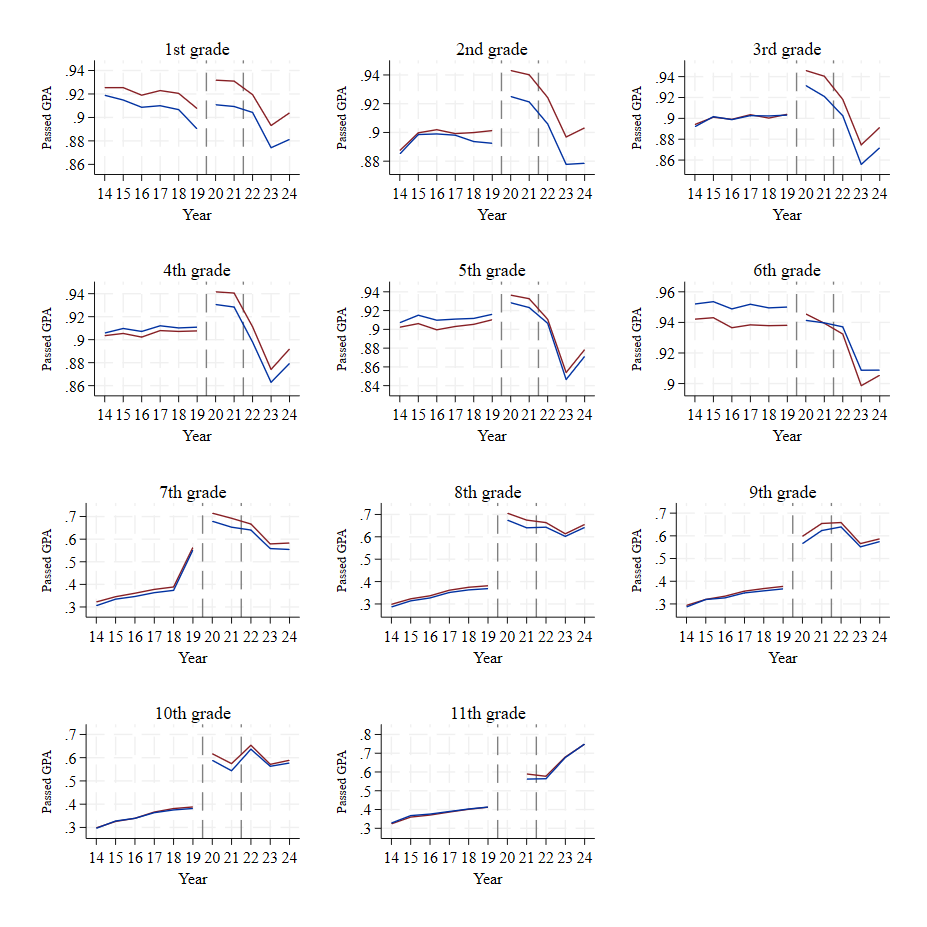 1st grade
.94
.92
.9
.88
.86
Passed GPA
14 15 16 17 18 19 20 21 22 23 24
Year
2nd grade
.94
.92
.9
.88
Passed GPA
14 15 16 17 18 19 20 21 22 23 24
Year
3rd grade
.94
.92
.9
.88
.86
Passed GPA
14 15 16 17 18 19 20 21 22 23 24
Year
4th grade
.94
.92
.9
.88
.86
Passed GPA
14 15 16 17 18 19 20 21 22 23 24
Year
5th grade
.94
.92
.9
.88
.86
.84
Passed GPA
14 15 16 17 18 19 20 21 22 23 24
Year
6th grade
.96
.94
.92
.9
Passed GPA
14 15 16 17 18 19 20 21 22 23 24
Year
7th grade
.7
.6
.5
.4
.3
Passed GPA
14 15 16 17 18 19 20 21 22 23 24
Year
8th grade
.7
.6
.5
.4
.3
Passed GPA
14 15 16 17 18 19 20 21 22 23 24
Year
9th grade
.7
.6
.5
.4
.3
Passed GPA
14 15 16 17 18 19 20 21 22 23 24
Year
10th grade
.7
.6
.5
.4
.3
Passed GPA
14 15 16 17 18 19 20 21 22 23 24
Year
11th grade
.8
.7
.6
.5
.4
.3
Passed GPA
14 15 16 17 18 19 20 21 22 23 24
Year